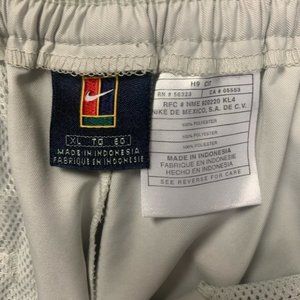 XL TG EG
MADE IN INDONESIA
FABRIQUE EN INDONESIE
H9
RN # 56323 CA # 05553
RFC # NME 920220 KL4
NIKE DE MEXICO, S.A. DE C.V.
100% POLYESTER
100% POLYESTER
100% POLYESTER
MADE IN INDONESIA
FABRIQUE EN INDONESIE
HECHO EN INDONESIA
SEE REVERSE FOR CARE